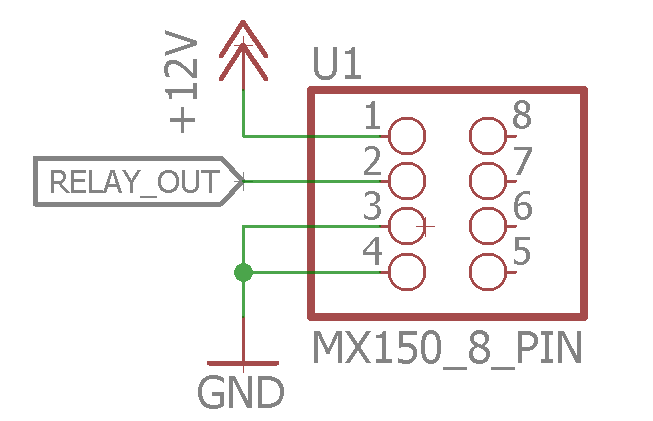 +12V
U1
RELAY_OUT
1 8
2 7
3 6
4 5
MX150_8_PIN
GND